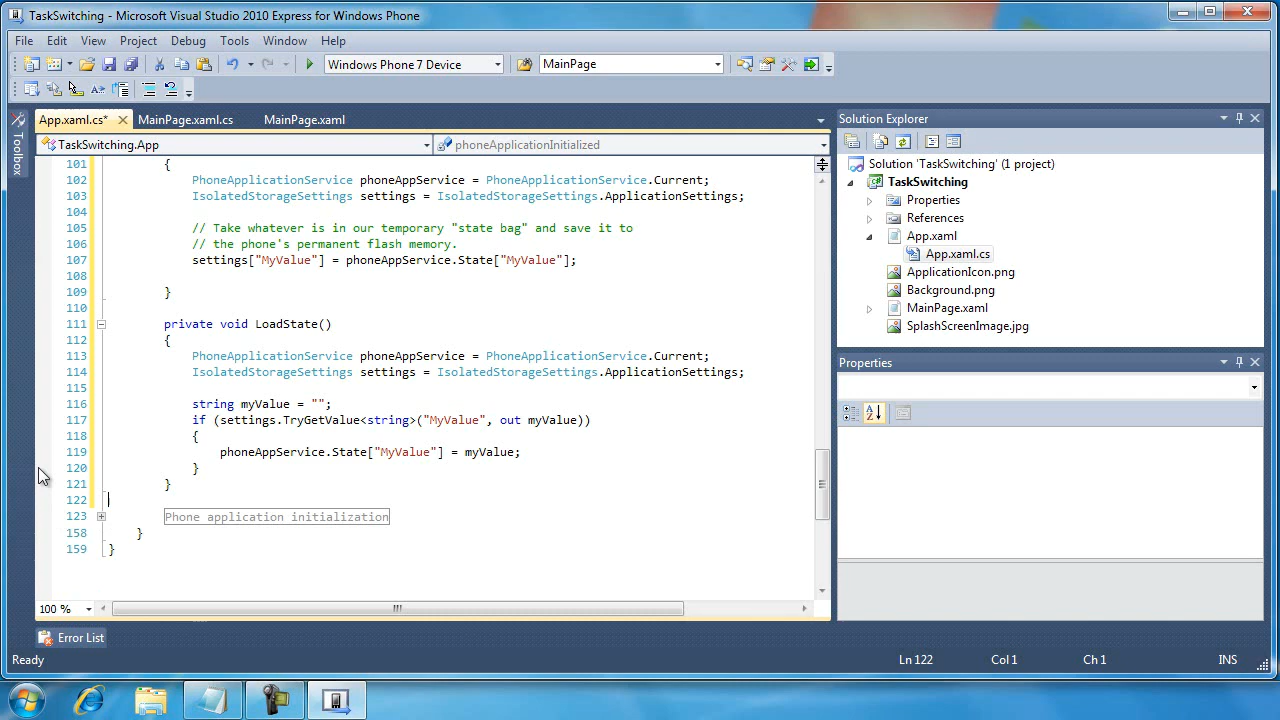 TaskSwitching - Microsoft Visual Studio 2010 Express for Windows Phone
File Edit View Project Debug Tools Window Help
Windows Phone 7 Device MainPage
App.xaml.cs* MainPage.xaml.cs MainPage.xaml
TaskSwitching.App phoneApplicationInitialized
101 {
102 PhoneApplicationService phoneAppService = PhoneApplicationService.Current;
103 IsolatedStorageSettings settings = IsolatedStorageSettings.ApplicationSettings;
104
105 // Take whatever is in our temporary "state bag" and save it to
106 // the phone's permanent flash memory.
107 settings["MyValue"] = phoneAppService.State["MyValue"];
108
109 }
110
111 private void LoadState()
112 {
113 PhoneApplicationService phoneAppService = PhoneApplicationService.Current;
114 IsolatedStorageSettings settings = IsolatedStorageSettings.ApplicationSettings;
115
116 string myValue = "";
117 if (settings.TryGetValue<string>("MyValue", out myValue))
118 {
119 phoneAppService.State["MyValue"] = myValue;
120 }
121 }
122
123 Phone application initialization
158 }
159 }
100 %
Toolbox
Solution Explorer
Solution 'TaskSwitching' (1 project)
TaskSwitching
Properties
References
App.xaml
App.xaml.cs
ApplicationIcon.png
Background.png
MainPage.xaml
SplashScreenImage.jpg
Properties
Error List
Ready Ln 122 Col 1 Ch 1 INS